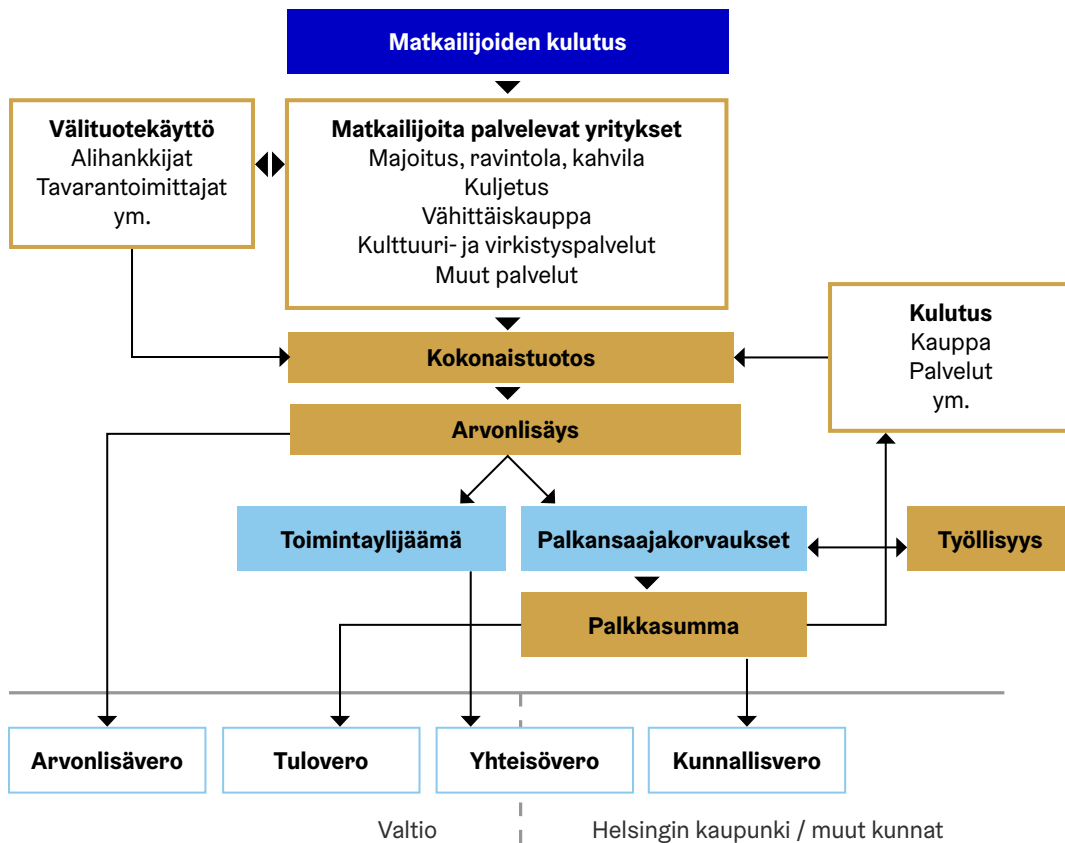 Matkailijoiden kulutus
Välituotekäyttö
Alihankkijat
Tavarantoimittajat
ym.
Matkailijoita palvelevat yritykset
Majoitus, ravintola, kahvila
Kuljetus
Vähittäiskauppa
Kulttuuri- ja virkistyspalvelut
Muut palvelut
Kulutus
Kauppa
Palvelut
ym.
Kokonaistuotos
Arvonlisäys
Toimintaylijäämä
Palkansaajakorvaukset
Työllisyys
Palkkasumma
Arvonlisävero
Tulovero
Yhteisövero
Kunnallisvero
Valtio
Helsingin kaupunki / muut kunnat